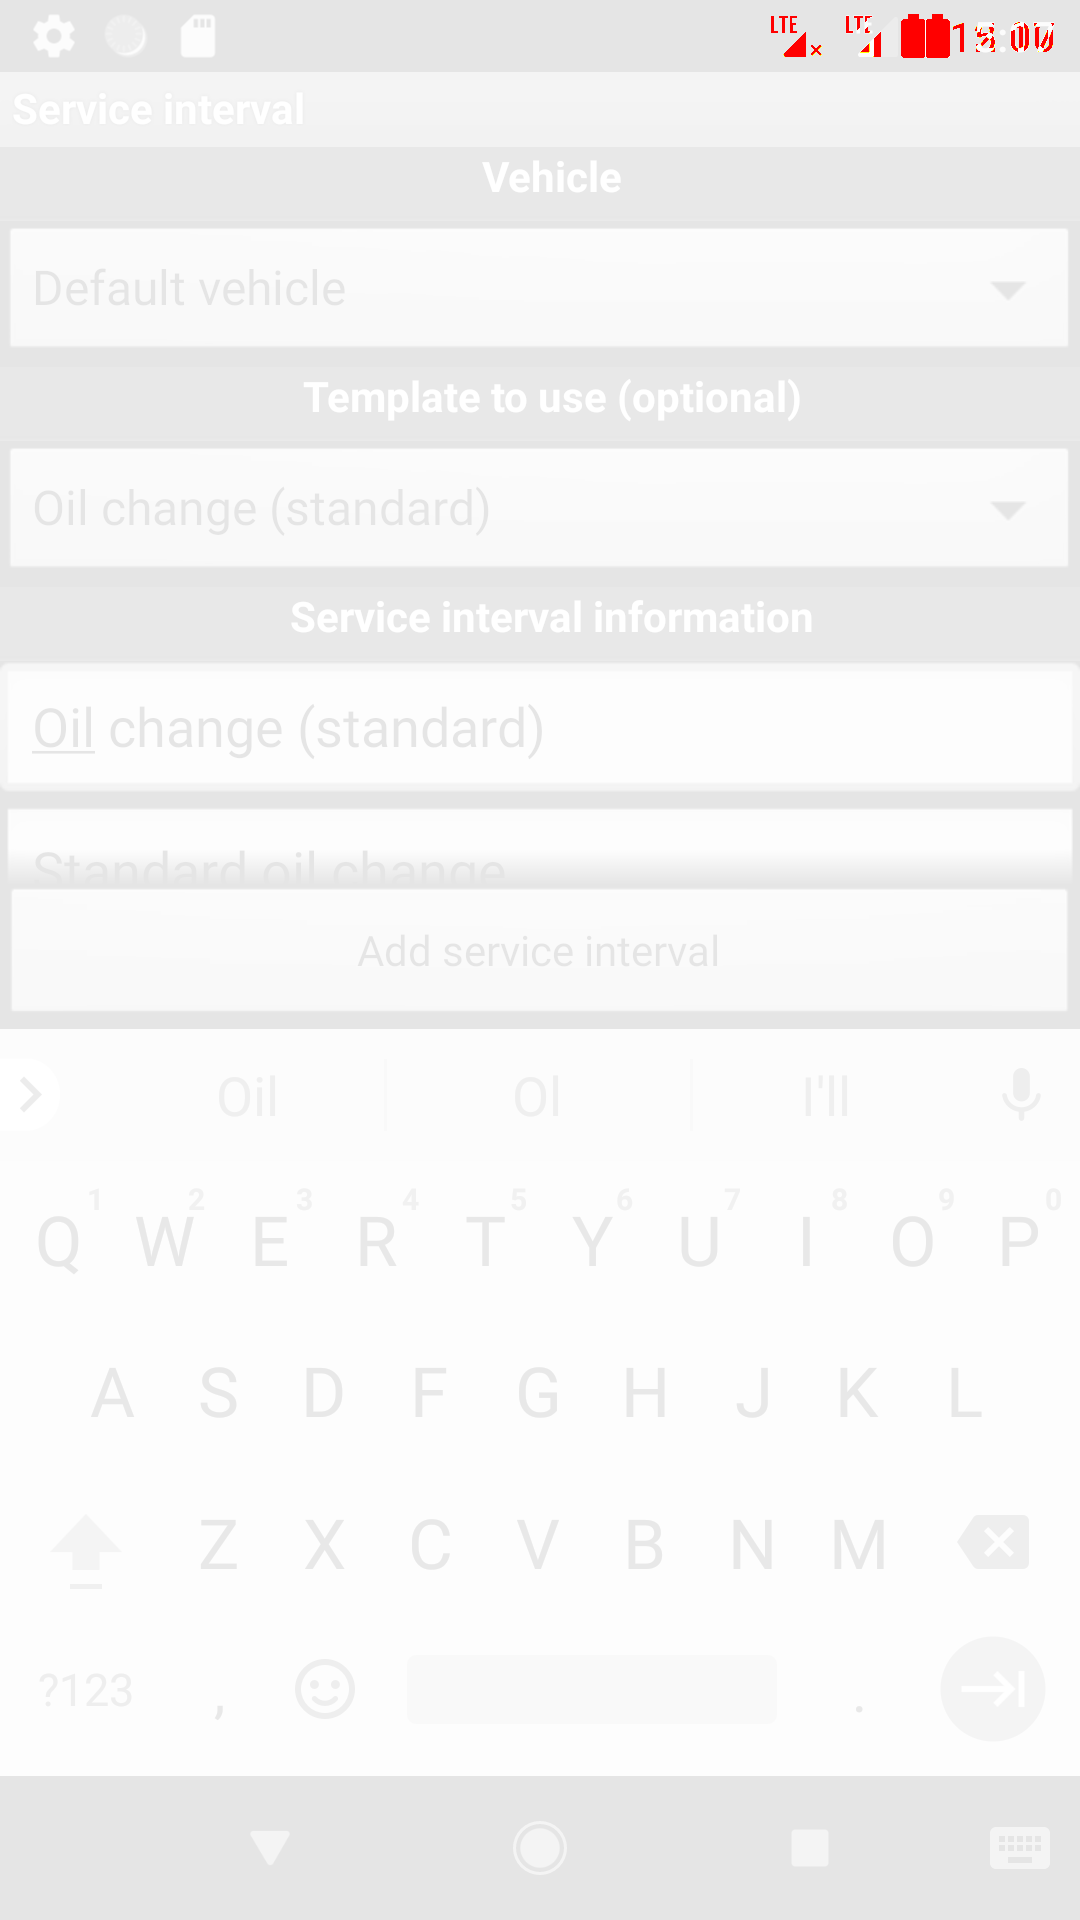 LTE LTE
Service interval
Vehicle
Default vehicle
Template to use (optional)
Oil change (standard)
Service interval information
Oil change (standard)
Standard oil change
Add service interval
Oil Ol I'll
1 2 3 4 5 6 7 8 9 0
Q W E R T Y U I O P
A S D F G H J K L
Z X C V B N M
?123 , .